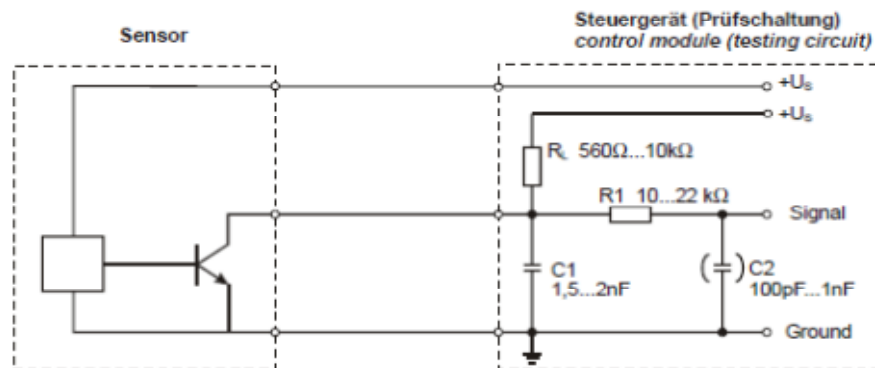 Sensor
Steuergerät (Prüfschaltung)
control module (testing circuit)
+Us
+Us
RL 560Ω...10kΩ
R1 10...22 kΩ
Signal
C1
1,5...2nF
( ) C2
100pF...1nF
Ground